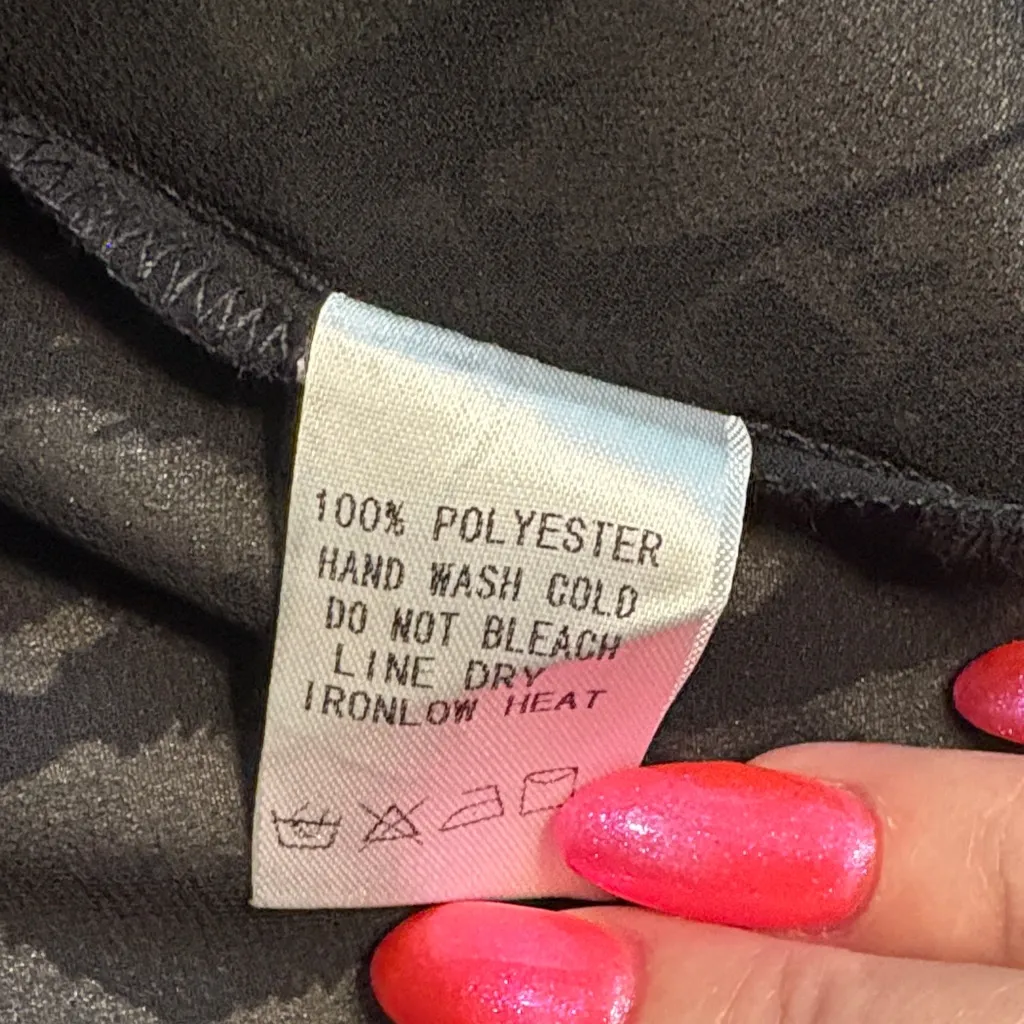 100% POLYESTER
HAND WASH COLD
DO NOT BLEACH
LINE DRY
IRONLOW HEAT